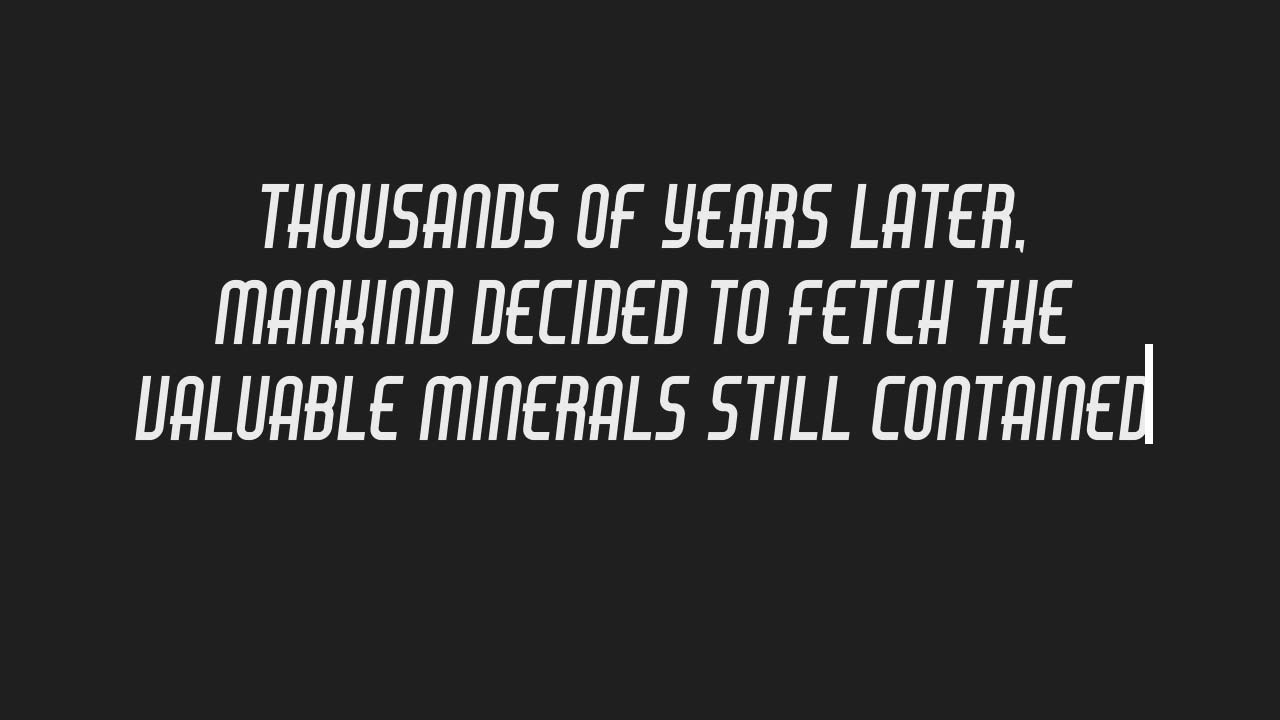 THOUSANDS OF YEARS LATER,
MANKIND DECIDED TO FETCH THE
VALUABLE MINERALS STILL CONTAINED